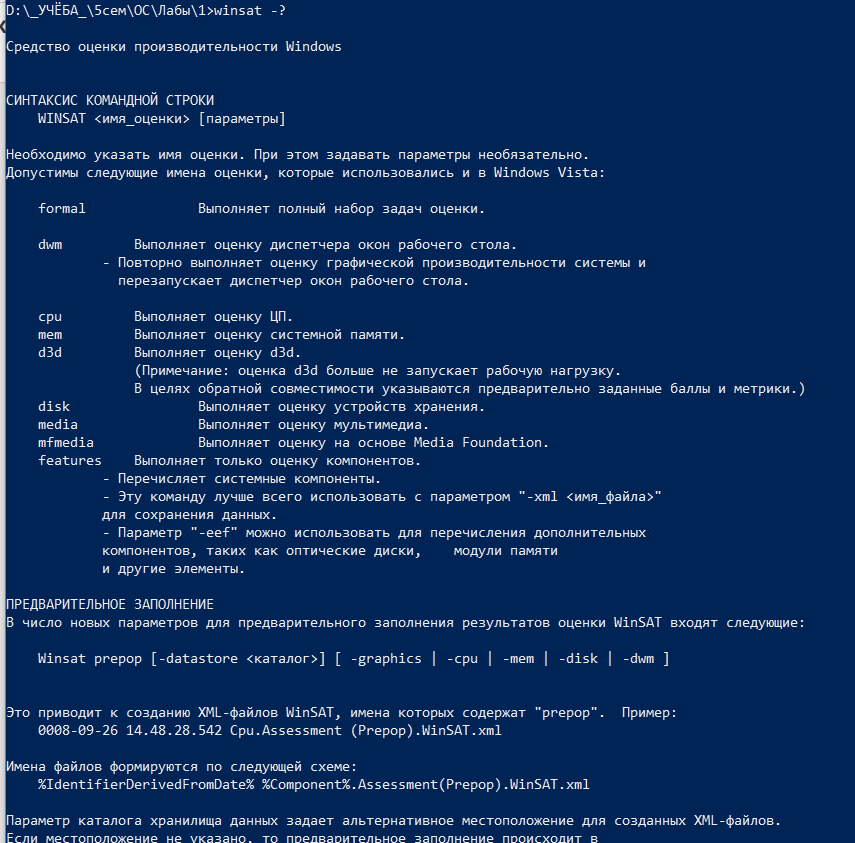 D:\_УЧЁБА_\5сем\ОС\Лабы\1>winsat -?
Средство оценки производительности Windows
СИНТАКСИС КОМАНДНОЙ СТРОКИ
WINSAT <имя_оценки> [параметры]
Необходимо указать имя оценки. При этом задавать параметры необязательно.
Допустимы следующие имена оценки, которые использовались и в Windows Vista:
formal Выполняет полный набор задач оценки.
dwm Выполняет оценку диспетчера окон рабочего стола.
- Повторно выполняет оценку графической производительности системы и
перезапускает диспетчер окон рабочего стола.
cpu Выполняет оценку ЦП.
mem Выполняет оценку системной памяти.
d3d Выполняет оценку d3d.
(Примечание: оценка d3d больше не запускает рабочую нагрузку.
В целях обратной совместимости указываются предварительно заданные баллы и метрики.)
disk Выполняет оценку устройств хранения.
media Выполняет оценку мультимедиа.
mfmedia Выполняет оценку на основе Media Foundation.
features Выполняет только оценку компонентов.
- Перечисляет системные компоненты.
- Эту команду лучше всего использовать с параметром "-xml <имя_файла>"
для сохранения данных.
- Параметр "-eef" можно использовать для перечисления дополнительных
компонентов, таких как оптические диски, модули памяти
и другие элементы.
ПРЕДВАРИТЕЛЬНОЕ ЗАПОЛНЕНИЕ
В число новых параметров для предварительного заполнения результатов оценки WinSAT входят следующие:
Winsat prepop [-datastore <каталог>] [ -graphics | -cpu | -mem | -disk | -dwm ]
Это приводит к созданию XML-файлов WinSAT, имена которых содержат "prepop". Пример:
0008-09-26 14.48.28.542 Cpu.Assessment (Prepop).WinSAT.xml
Имена файлов формируются по следующей схеме:
%IdentifierDerivedFromDate% %Component%.Assessment(Prepop).WinSAT.xml
Параметр каталога хранилища данных задает альтернативное местоположение для созданных XML-файлов.
Если местоположение не указано, то предварительное заполнение происходит в